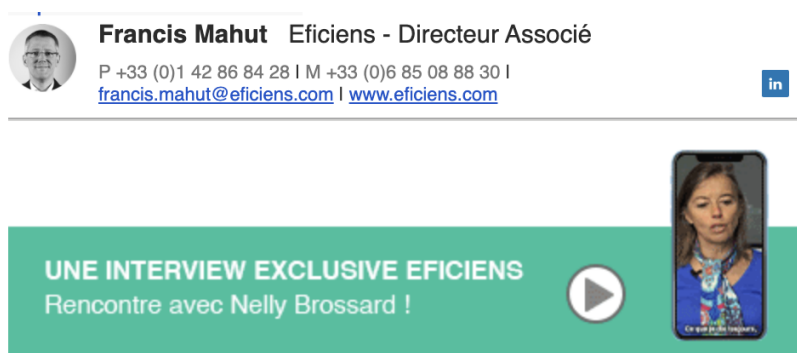 Francis Mahut Eficiens - Directeur Associé
P +33 (0)1 42 86 84 28 I M +33 (0)6 85 08 88 30 I
francis.mahut@eficiens.com I www.eficiens.com
in
UNE INTERVIEW EXCLUSIVE EFICIENS
Rencontre avec Nelly Brossard !
Ce que je dis toujours,